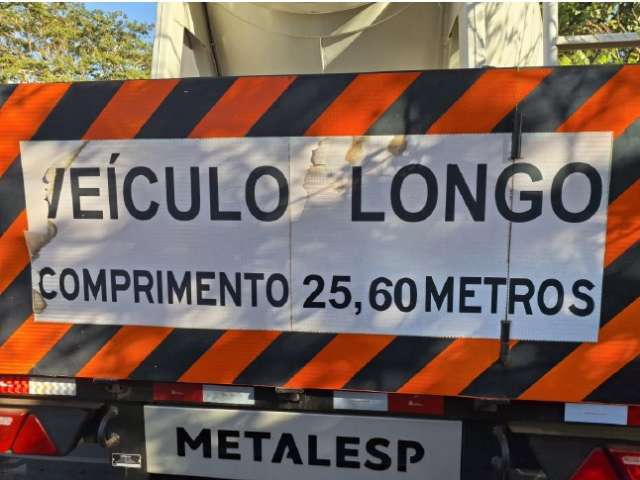 VEÍCULO LONGO
COMPRIMENTO 25,60 METROS
METALESP